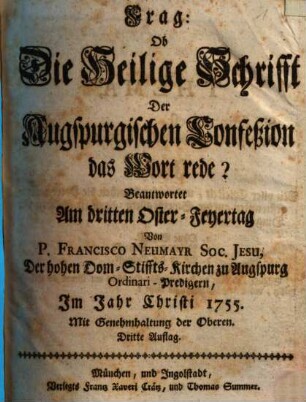 Frag:
Ob
Die Heilige Schrifft
Der
Augspurgischen Confeßion
das Wort rede?
Beantwortet
Am dritten Oster-Feyertag
Von
P. FRANCISCO NEUMAYR SOC. JESU,
Der hohen Dom-Stiffts-Kirchen zu Augspurg
Ordinari-Predigern,
Im Jahr Christi 1755.
Mit Genehmhaltung der Oberen.
Dritte Auflag.
München, und Ingolstadt,
Verlegts Frantz Xaveri Crätz, und Thomas Summer.